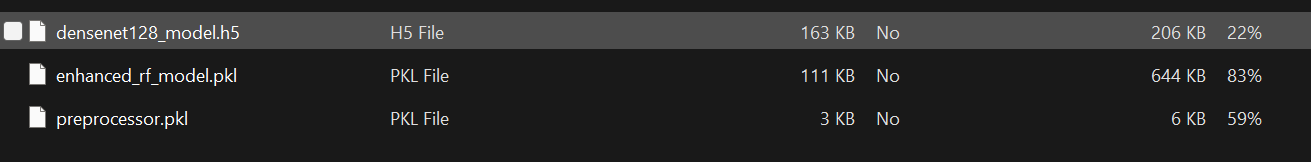 densenet128_model.h5 H5 File 163 KB No 206 KB 22%
enhanced_rf_model.pkl PKL File 111 KB No 644 KB 83%
preprocessor.pkl PKL File 3 KB No 6 KB 59%